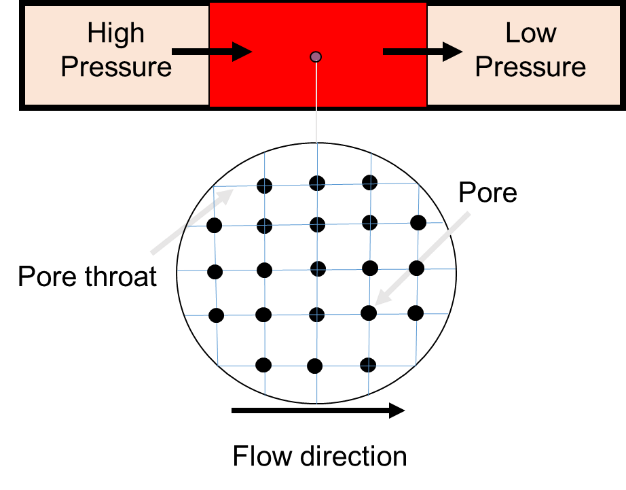 High
Pressure
Low
Pressure
Pore
Pore throat
Flow direction